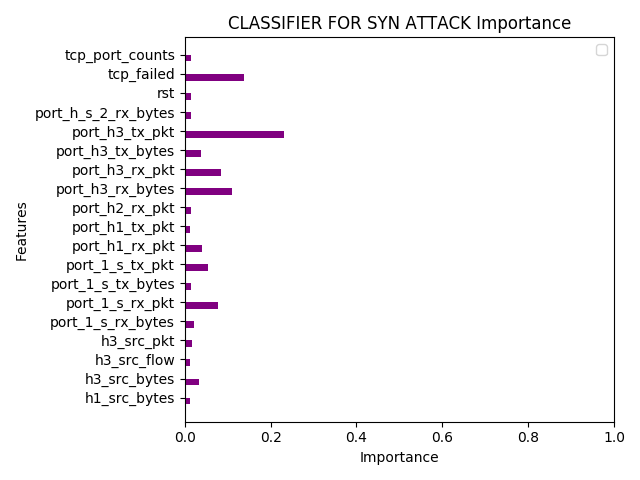 CLASSIFIER FOR SYN ATTACK Importance
tcp_port_counts
tcp_failed
rst
port_h_s_2_rx_bytes
port_h3_tx_pkt
port_h3_tx_bytes
port_h3_rx_pkt
port_h3_rx_bytes
port_h2_rx_pkt
port_h1_tx_pkt
port_h1_rx_pkt
port_1_s_tx_pkt
port_1_s_tx_bytes
port_1_s_rx_pkt
port_1_s_rx_bytes
h3_src_pkt
h3_src_flow
h3_src_bytes
h1_src_bytes
Features
0.0 0.2 0.4 0.6 0.8 1.0
Importance